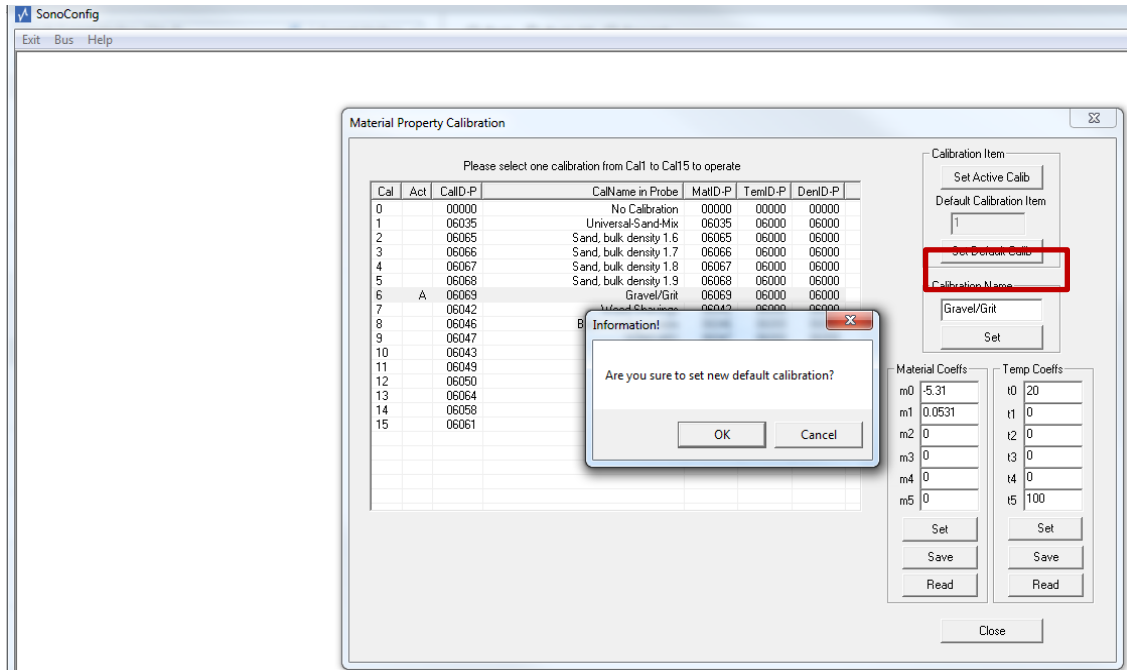 SonoConfig
Exit Bus Help
Material Property Calibration
Please select one calibration from Cal1 to Cal15 to operate
Cal Act CalID-P CalName in Probe MatID-P TemID-P DenID-P
0 00000 No Calibration 00000 00000 00000
1 06035 Universal-Sand-Mix 06035 06000 06000
2 06065 Sand, bulk density 1.6 06065 06000 06000
3 06066 Sand, bulk density 1.7 06066 06000 06000
4 06067 Sand, bulk density 1.8 06067 06000 06000
5 06068 Sand, bulk density 1.9 06068 06000 06000
6 A 06069 Gravel/Grit 06069 06000 06000
7 06042 Wood Shavings 06042 06000 06000
8 06046 B
9 06047
10 06043
11 06049
12 06050
13 06064
14 06058
15 06061
Information!
Are you sure to set new default calibration?
OK Cancel
Calibration Item
Set Active Calib
Default Calibration Item
1
Set Default Calib
Calibration Name
Gravel/Grit
Set
Material Coeffs
m0 -5.31
m1 0.0531
m2 0
m3 0
m4 0
m5 0
Set
Save
Read
Temp Coeffs
t0 20
t1 0
t2 0
t3 0
t4 0
t5 100
Set
Save
Read
Close